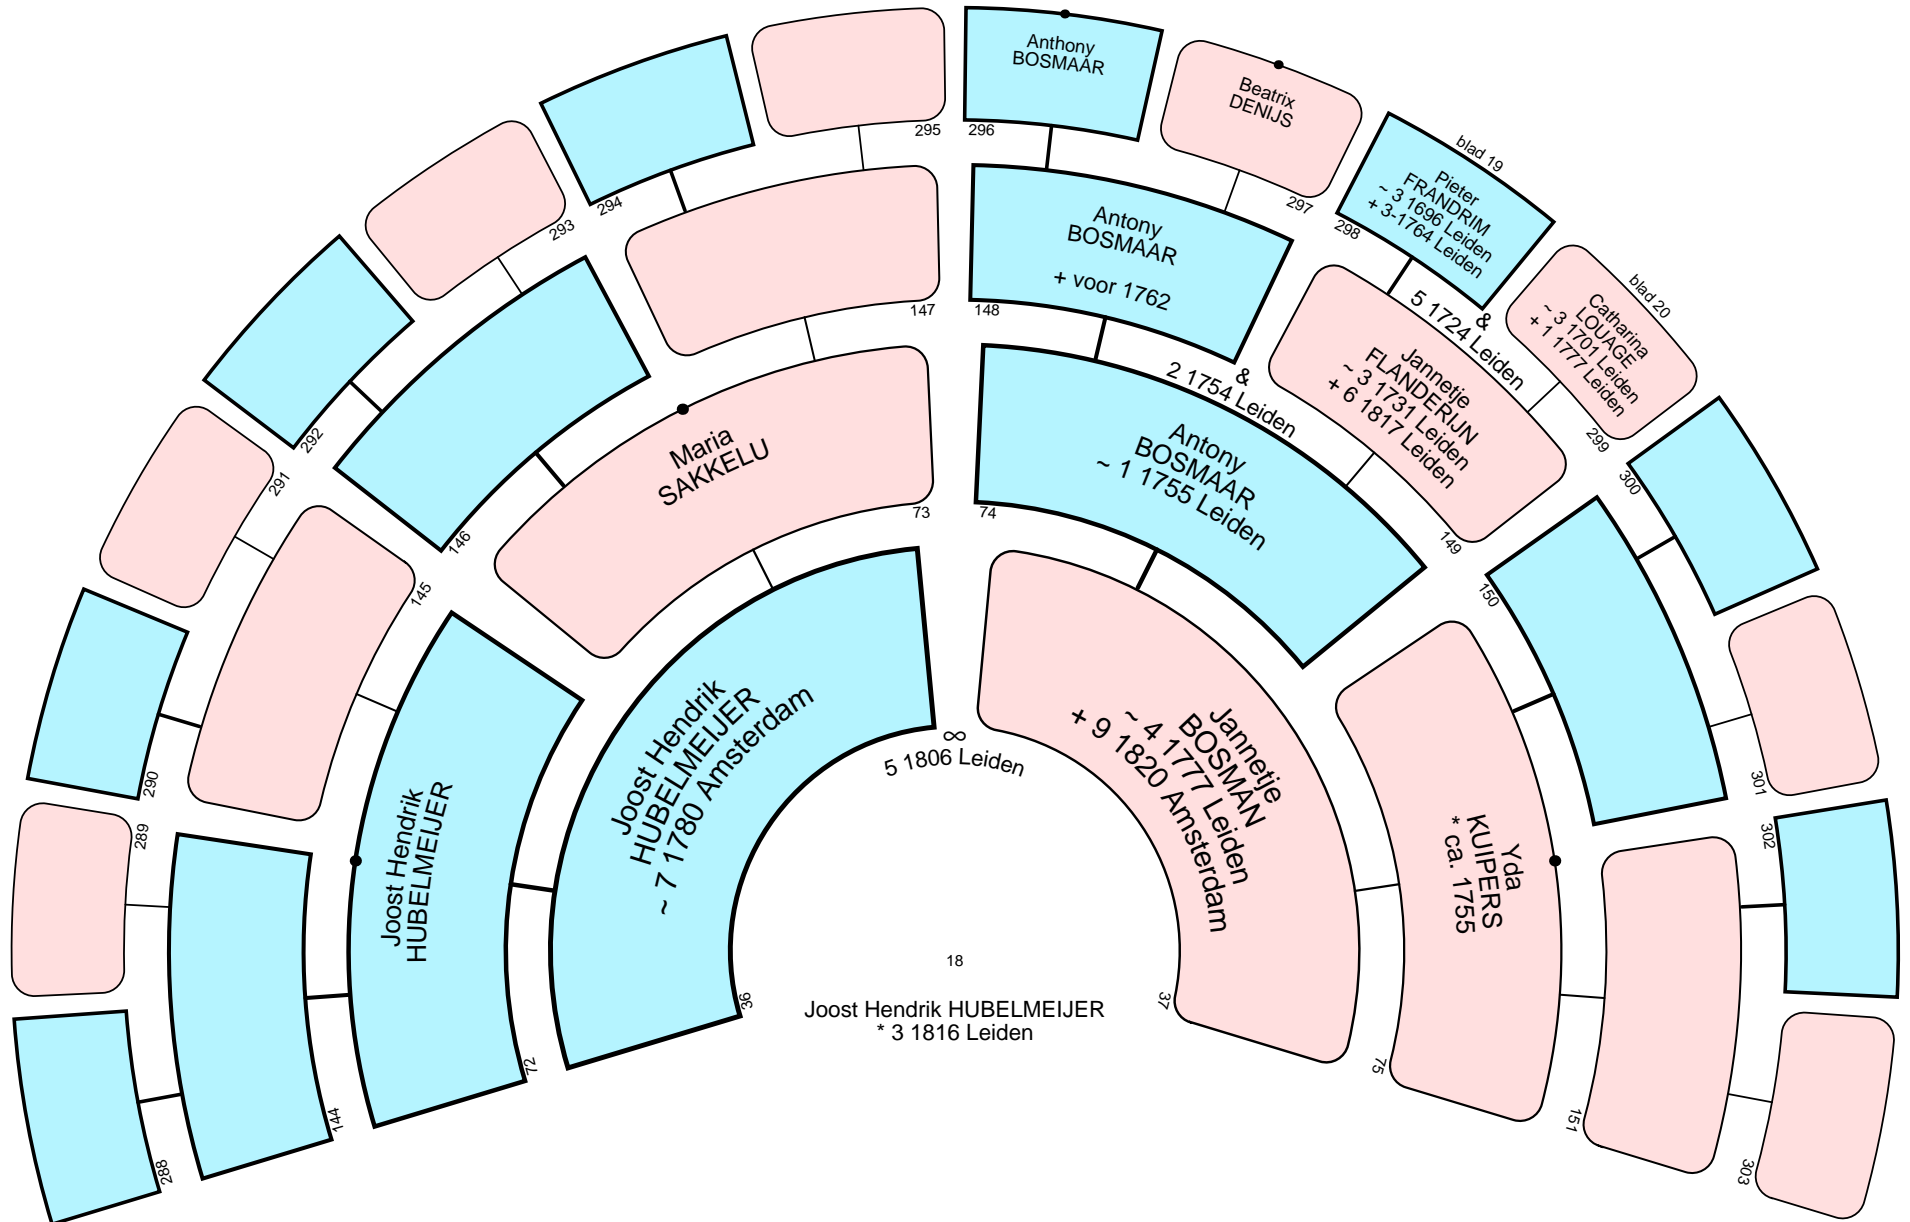 Anthony
BOSMAAR
295
296
Beatrix
DENIJS
297
blad 19
Pieter
FRANDRIM
~ 3 1696 Leiden
+ 3-1764 Leiden
298
blad 20
Catharina
LOUAGE
~ 3 1701 Leiden
+ 1 1777 Leiden
299
&
5 1724 Leiden
294
293
292
291
290
289
288
300
301
302
303
147
148
Antony
BOSMAAR
+ voor 1762
&
2 1754 Leiden
Jannetje
FLANDERIJN
~ 3 1731 Leiden
+ 6 1817 Leiden
149
146
145
144
150
151
Maria
SAKKELU
73
74
Antony
BOSMAAR
~ 1 1755 Leiden
Joost Hendrik
HUBELMEIJER
72
Yda
KUIPERS
* ca. 1755
75
Joost Hendrik
HUBELMEIJER
~ 7 1780 Amsterdam
36
∞
5 1806 Leiden
Jannetje
BOSMAN
~ 4 1777 Leiden
+ 9 1820 Amsterdam
37
18
Joost Hendrik HUBELMEIJER
* 3 1816 Leiden